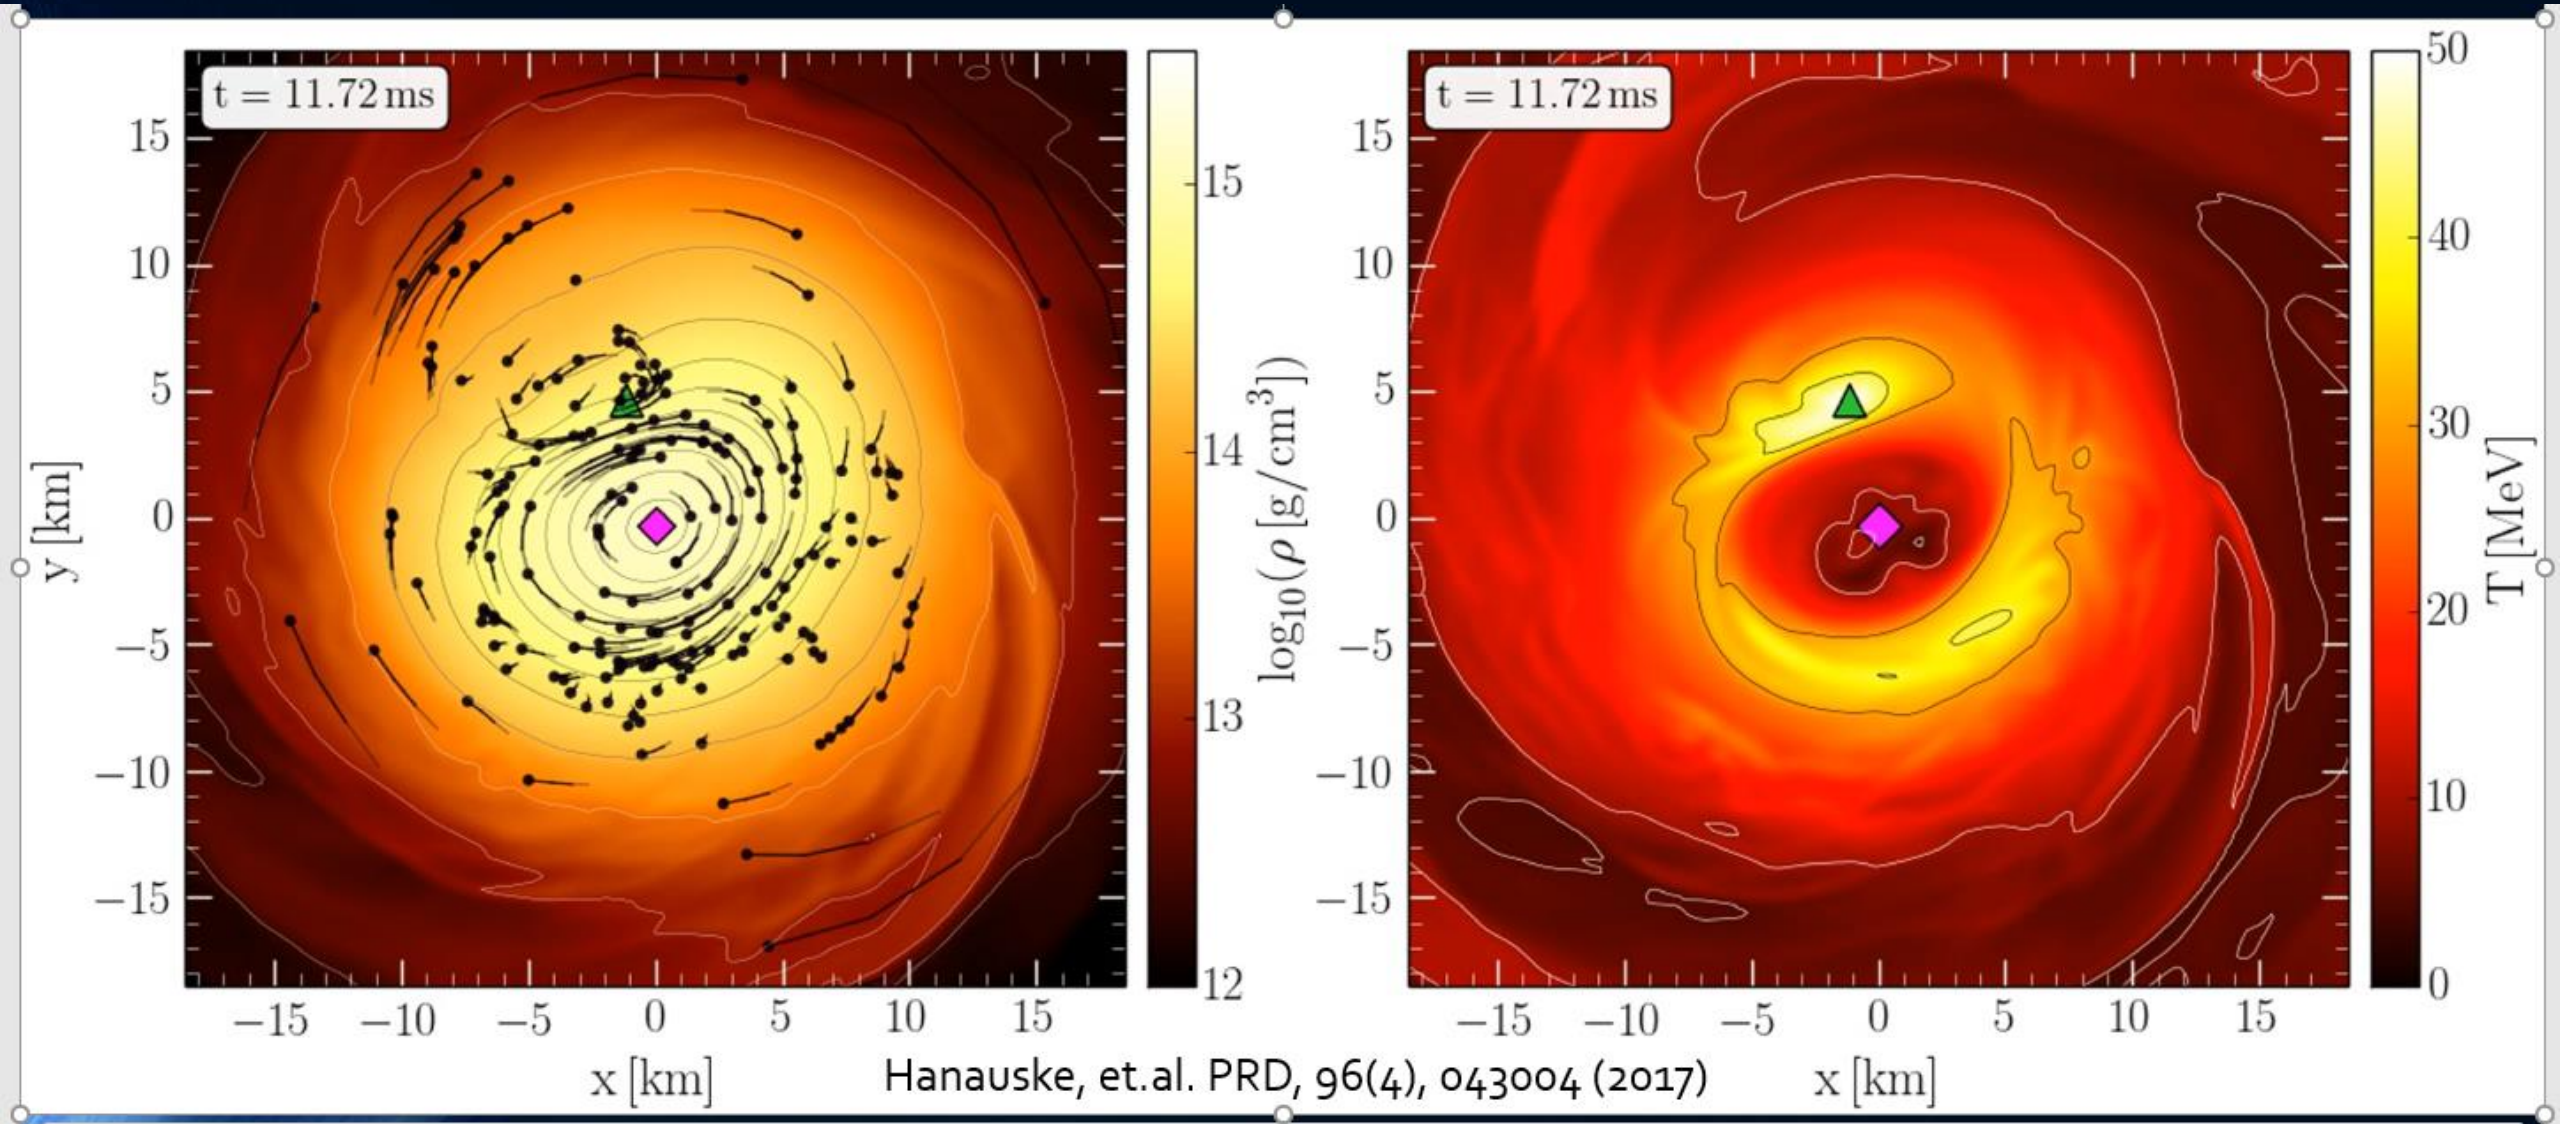 t = 11.72 ms
y [km]
15
10
5
0
−5
−10
−15
−15 −10 −5 0 5 10 15
x [km]
15
14
13
12
log10(ρ [g/cm³])
t = 11.72 ms
15
10
5
0
−5
−10
−15
−15 −10 −5 0 5 10 15
x [km]
50
40
30
20
10
0
T [MeV]
Hanauske, et.al. PRD, 96(4), 043004 (2017)